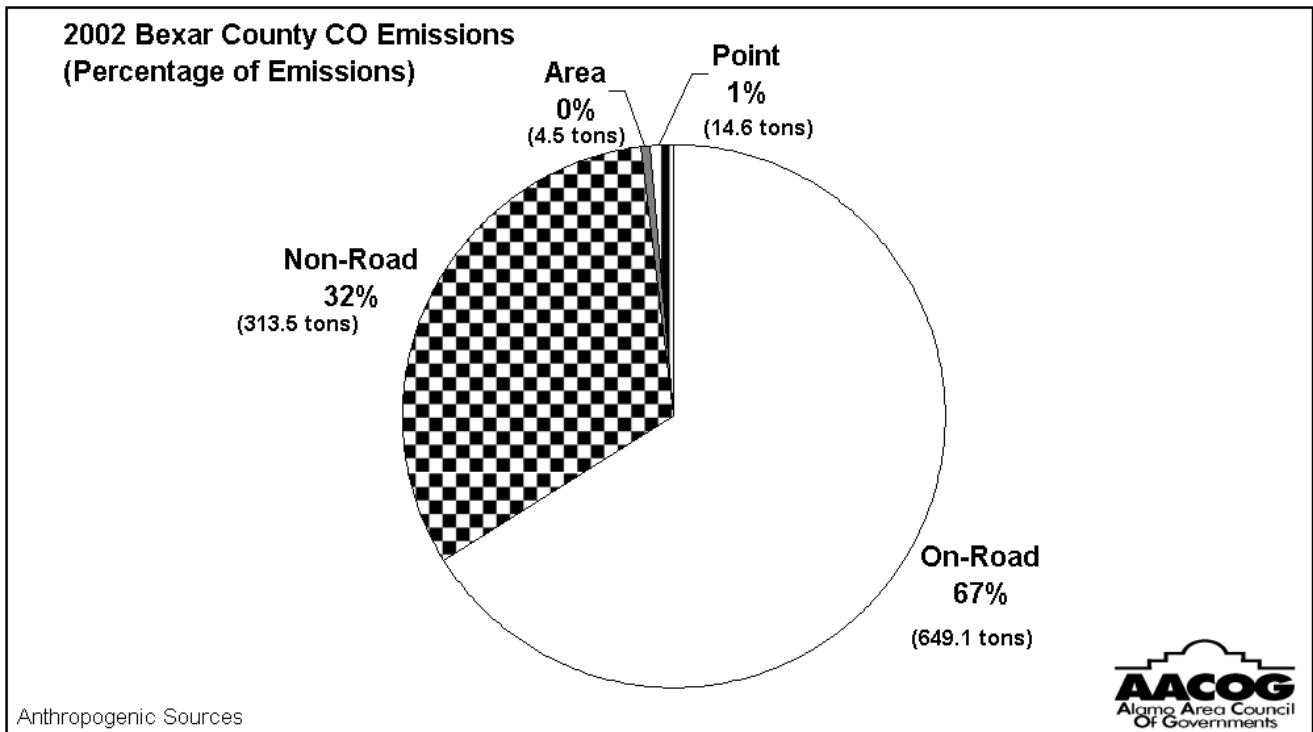 2002 Bexar County CO Emissions
(Percentage of Emissions)
Area
0%
(4.5 tons)
Point
1%
(14.6 tons)
Non-Road
32%
(313.5 tons)
On-Road
67%
(649.1 tons)
Anthropogenic Sources
AACOG
Alamo Area Council
Of Governments